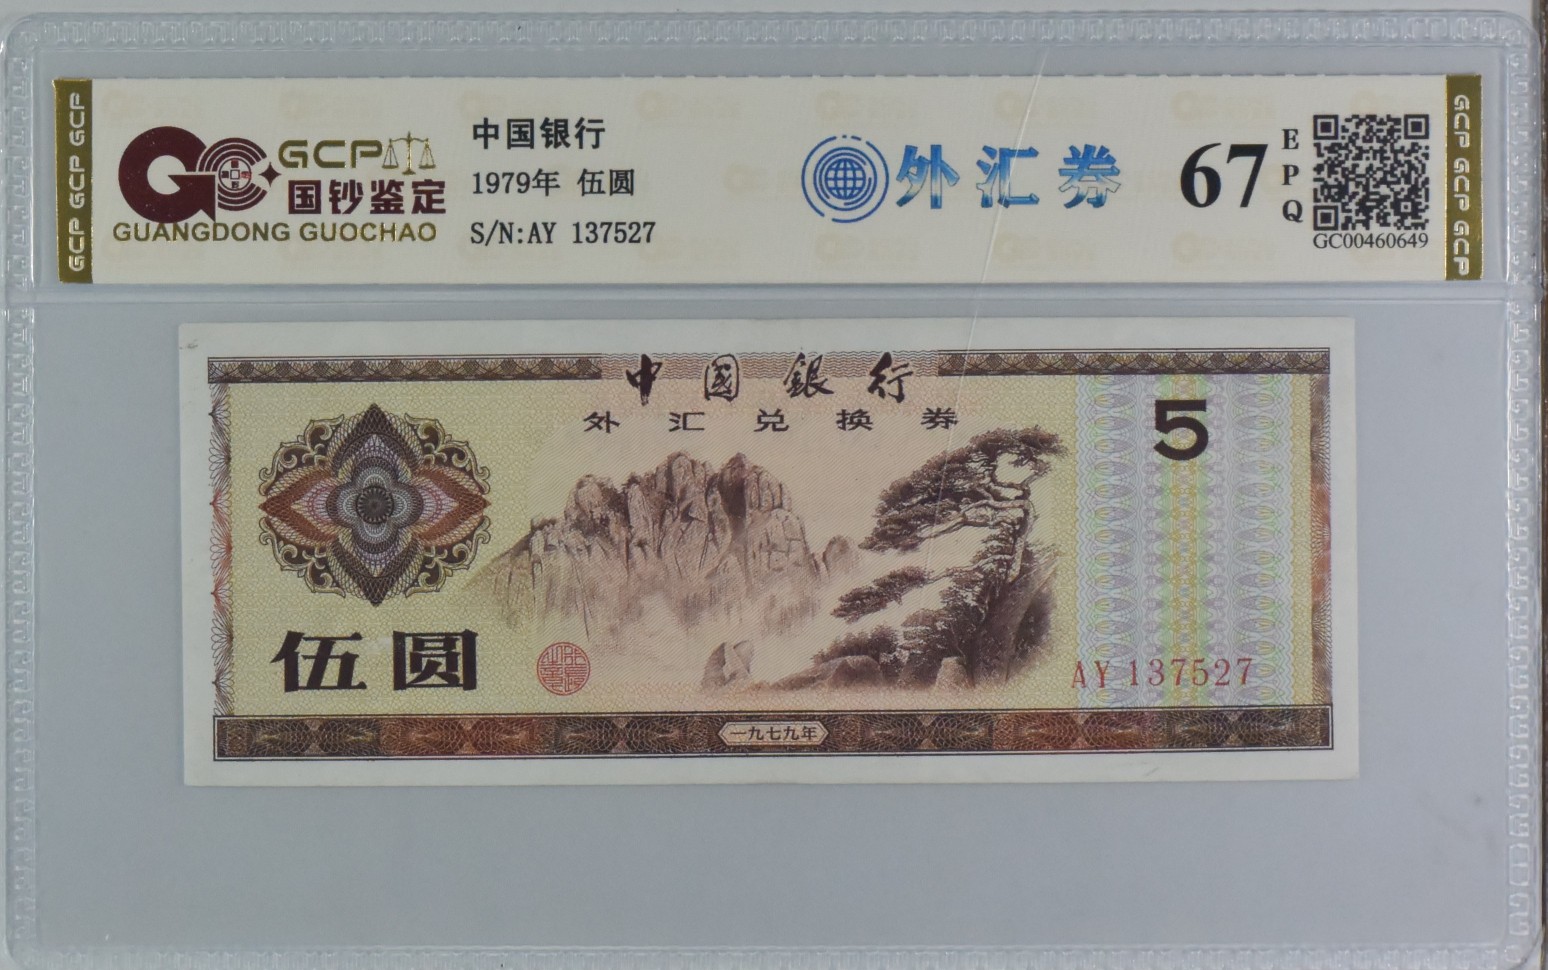 GCP GCP GCP
GCP
国钞鉴定
GUANGDONG GUOCHAO
中国银行
1979年 伍圆
S/N:AY 137527
外汇券
67
EPQ
GC00460649
GCP GCP GCP
中國銀行
外汇兑换券
5
伍圆
AY 137527
一九七九年